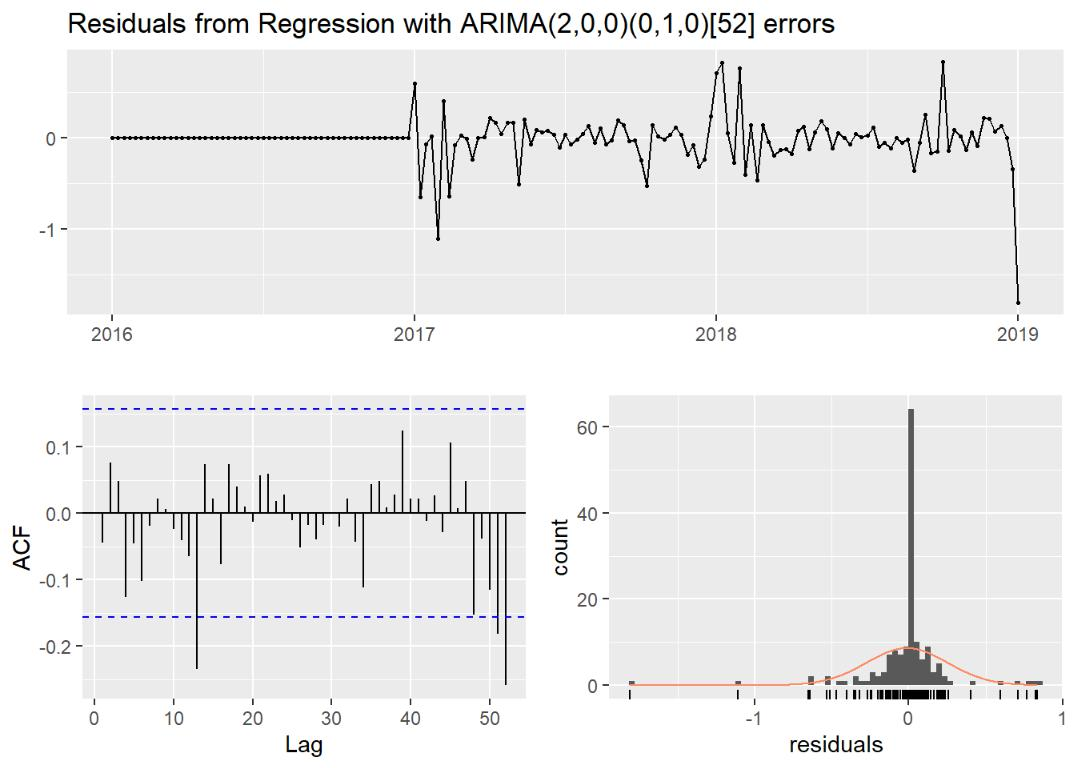 Residuals from Regression with ARIMA(2,0,0)(0,1,0)[52] errors
0
-1
2016 2017 2018 2019
ACF
0.1
0.0
-0.1
-0.2
0 10 20 30 40 50
Lag
count
60
40
20
0
-1 0 1
residuals